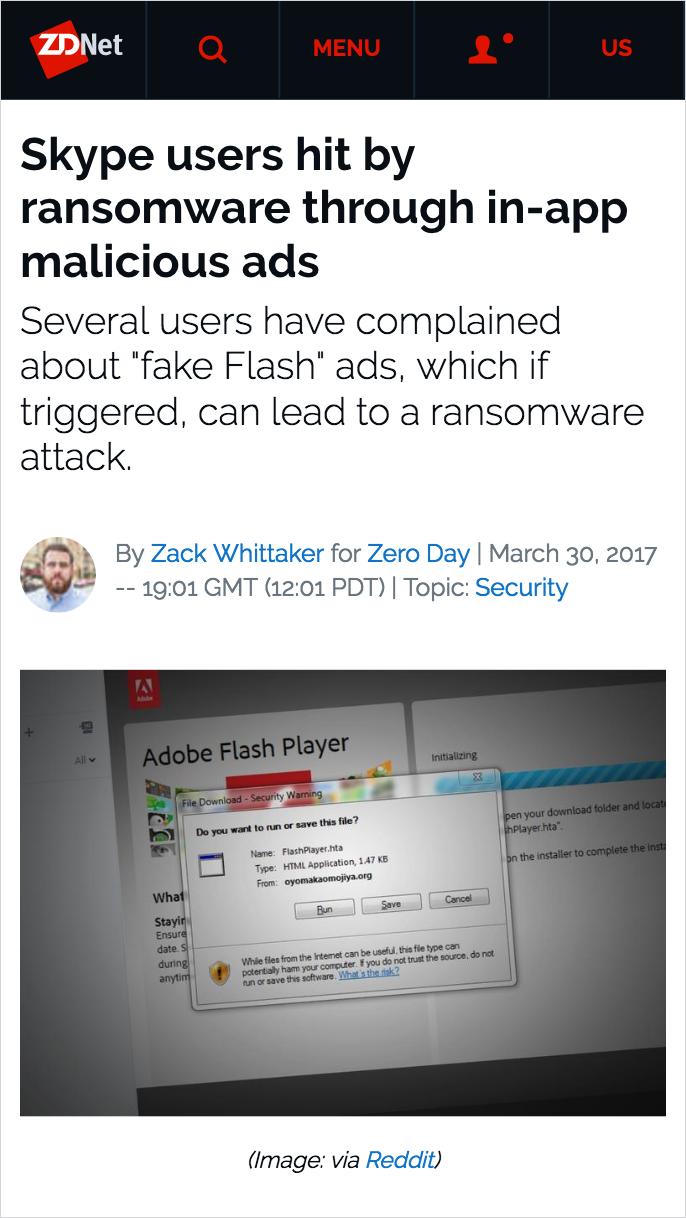 ZDNet
MENU
US
Skype users hit by
ransomware through in-app
malicious ads
Several users have complained
about "fake Flash" ads, which if
triggered, can lead to a ransomware
attack.
By Zack Whittaker for Zero Day | March 30, 2017
-- 19:01 GMT (12:01 PDT) | Topic: Security
Adobe
All
Adobe Flash Player
Initializing
File Download - Security Warning
Do you want to run or save this file?
Name: FlashPlayer.hta
Type: HTML Application, 1.47 KB
From: oyomakaomojiya.org
Run
Save
Cancel
While files from the Internet can be useful, this file type can
potentially harm your computer. If you do not trust the source, do not
run or save this software. What's the risk?
pen your download folder and locat
hPlayer.hta".
on the installer to complete the insta
What
Stayin
Ensure
date. S
during
anytim
(Image: via Reddit)